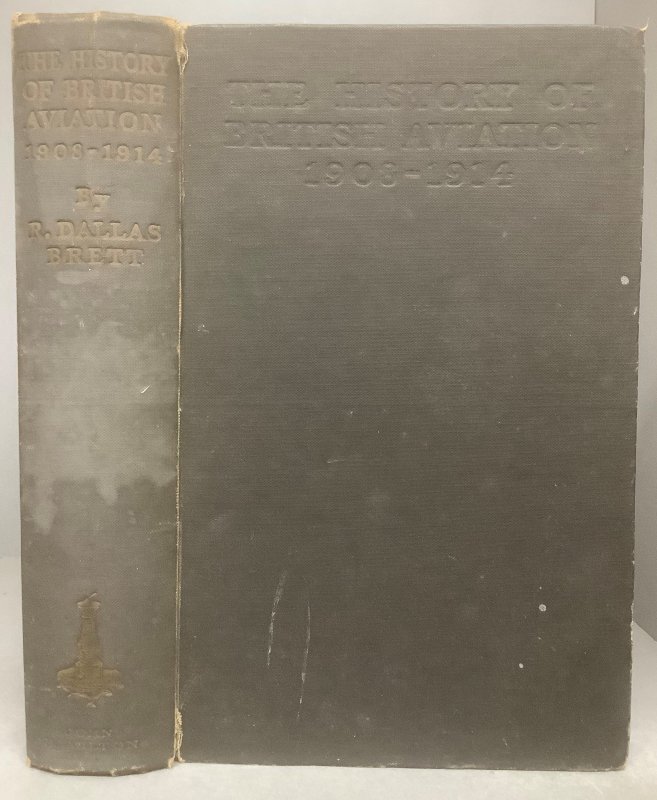 THE HISTORY
OF BRITISH
AVIATION
1908-1914
By
R. DALLAS
BRETT
THE HISTORY OF
BRITISH AVIATION
1908-1914